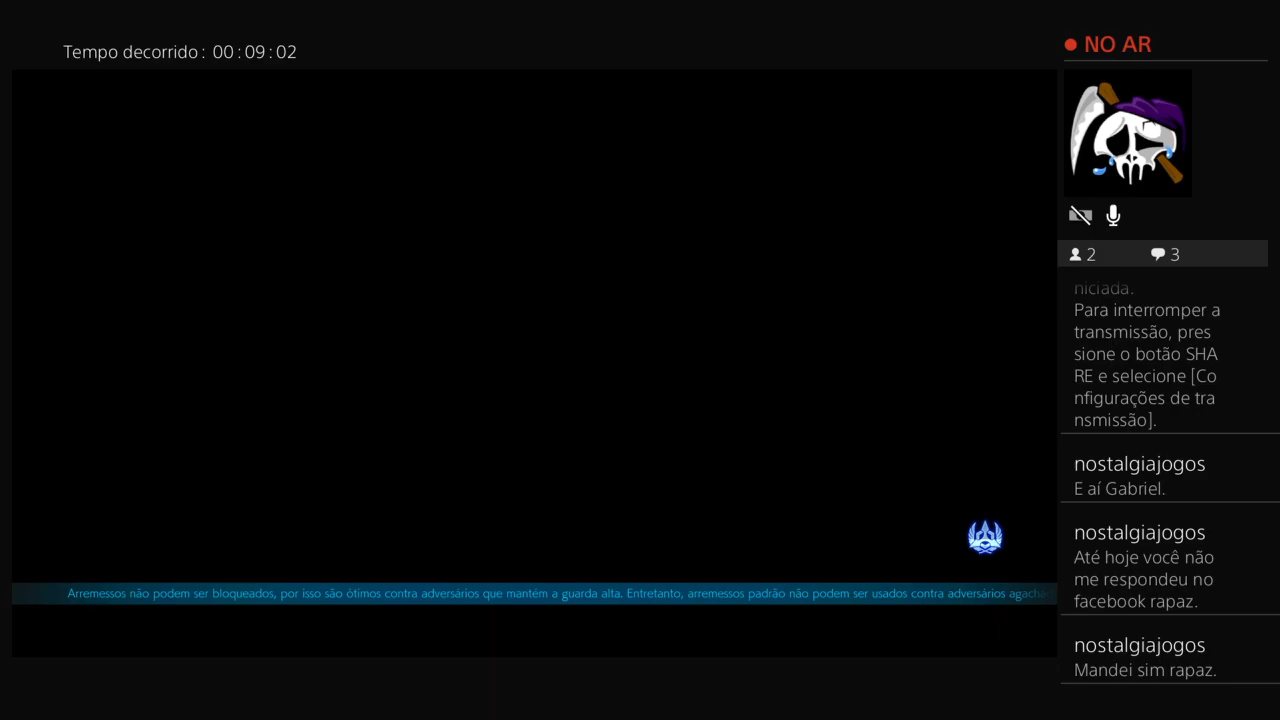 Tempo decorrido : 00 : 09 : 02
NO AR
2
3
niciada.
Para interromper a
transmissão, pres
sione o botão SHA
RE e selecione [Co
nfigurações de tra
nsmissão].
nostalgiajogos
E aí Gabriel.
nostalgiajogos
Até hoje você não
me respondeu no
facebook rapaz.
nostalgiajogos
Mandei sim rapaz.
Arremessos não podem ser bloqueados, por isso são ótimos contra adversários que mantém a guarda alta. Entretanto, arremessos padrão não podem ser usados contra adversários